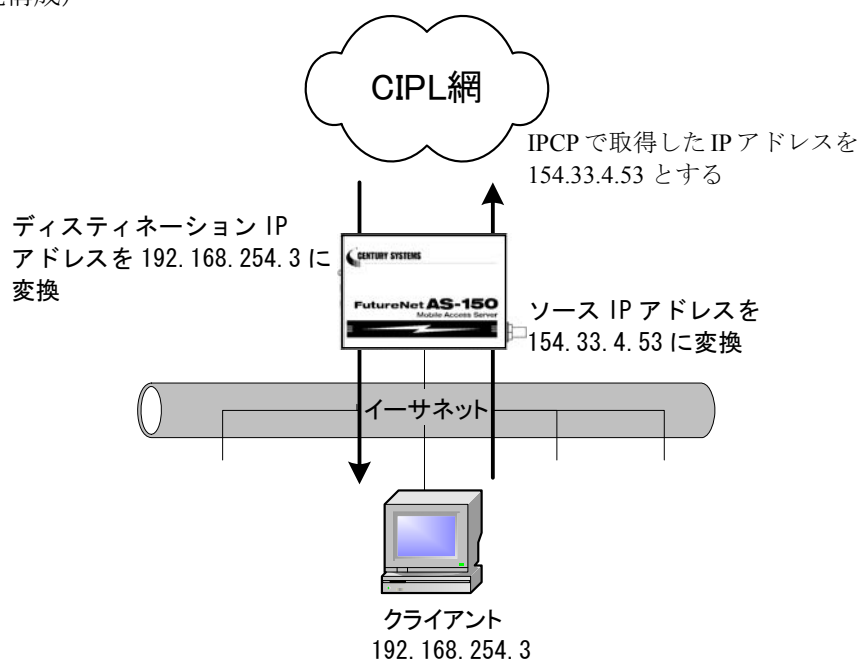 CIPL網
IPCP で取得した IP アドレスを
154.33.4.53 とする
ディスティネーション IP
アドレスを 192.168.254.3 に
変換
CENTURY SYSTEMS
FutureNet AS-150
Mobile Access Server
ソース IP アドレスを
154.33.4.53 に変換
イーサネット
クライアント
192.168.254.3